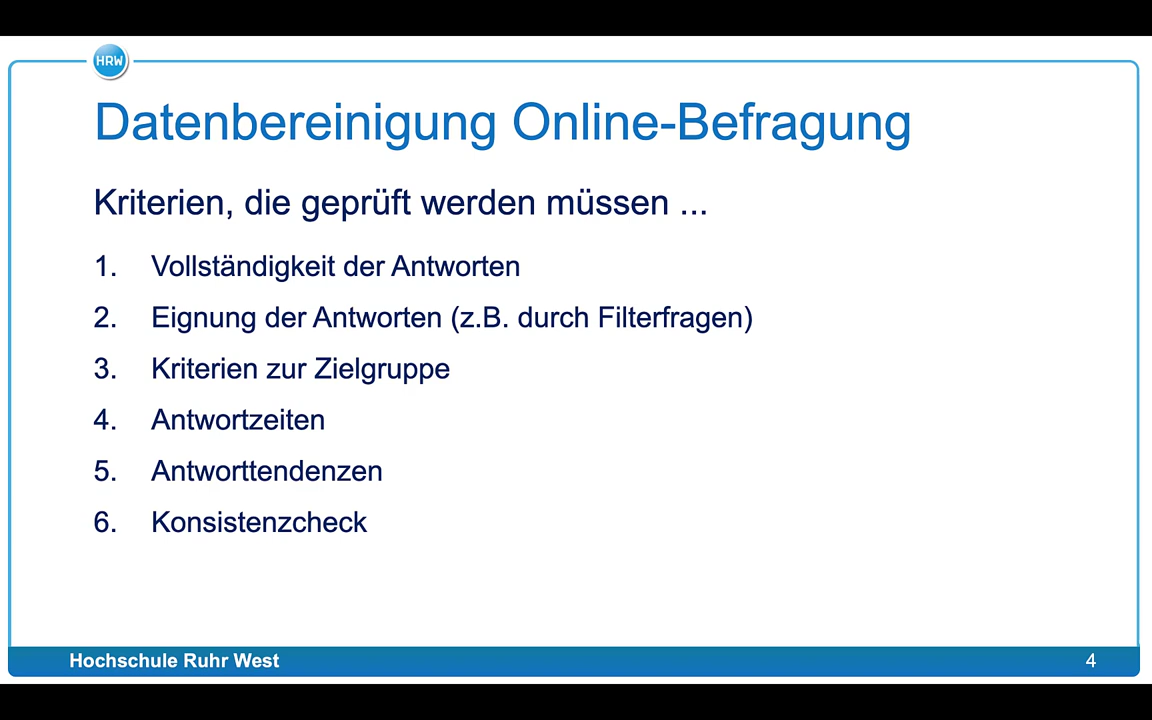 HRW
Datenbereinigung Online-Befragung
Kriterien, die geprüft werden müssen ...
1. Vollständigkeit der Antworten
2. Eignung der Antworten (z.B. durch Filterfragen)
3. Kriterien zur Zielgruppe
4. Antwortzeiten
5. Antworttendenzen
6. Konsistenzcheck
Hochschule Ruhr West 4